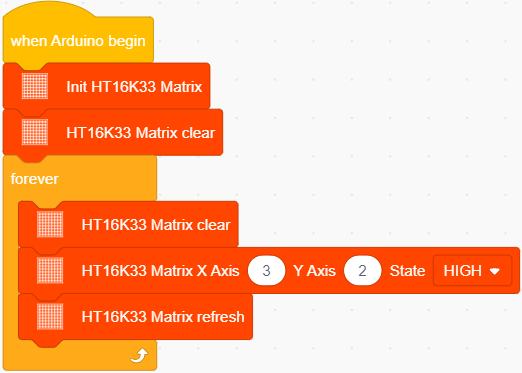 when Arduino begin
Init HT16K33 Matrix
HT16K33 Matrix clear
forever
HT16K33 Matrix clear
HT16K33 Matrix X Axis 3 Y Axis 2 State HIGH
HT16K33 Matrix refresh